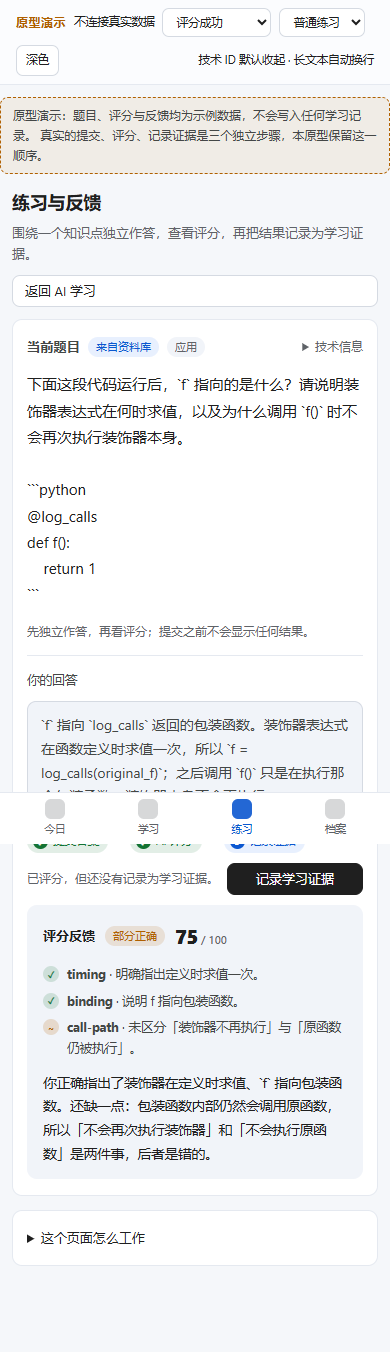 原型演示 不连接真实数据 评分成功 普通练习
深色 技术 ID 默认收起 · 长文本自动换行
原型演示：题目、评分与反馈均为示例数据，不会写入任何学习记
录。 真实的提交、评分、记录证据是三个独立步骤，本原型保留这一
顺序。
练习与反馈
围绕一个知识点独立作答，查看评分，再把结果记录为学习证
据。
返回 AI 学习
当前题目 来自资料库 应用 ▶ 技术信息
下面这段代码运行后，`f` 指向的是什么？请说明装
饰器表达式在何时求值，以及为什么调用 `f()` 时不
会再次执行装饰器本身。
```python
@log_calls
def f():
    return 1
```
先独立作答，再看评分；提交之前不会显示任何结果。
你的回答
`f` 指向 `log_calls` 返回的包装函数。装饰器表达式
在函数定义时求值一次，所以 `f =
log_calls(original_f)`；之后调用 `f()` 只是在执行那
今日 学习 练习 档案
已评分，但还没有记录为学习证据。 记录学习证据
评分反馈 部分正确 75 / 100
✓ timing · 明确指出定义时求值一次。
✓ binding · 说明 f 指向包装函数。
~ call-path · 未区分「装饰器不再执行」与「原函数
仍被执行」。
你正确指出了装饰器在定义时求值、`f` 指向包装函
数。还缺一点：包装函数内部仍然会调用原函数，
所以「不会再次执行装饰器」和「不会执行原函
数」是两件事，后者是错的。
▶ 这个页面怎么工作